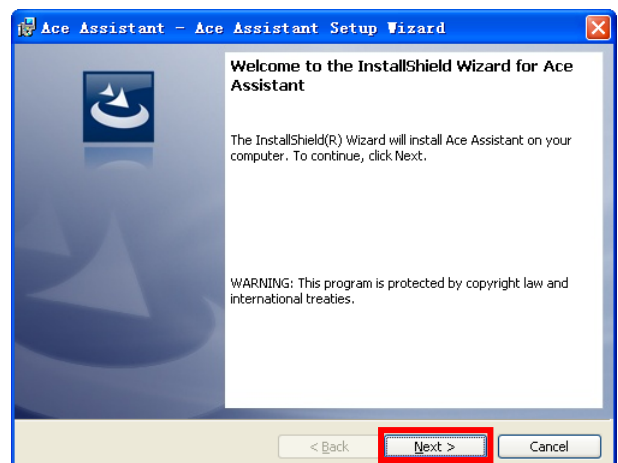 Ace Assistant - Ace Assistant Setup Wizard
Welcome to the InstallShield Wizard for Ace
Assistant
The InstallShield(R) Wizard will install Ace Assistant on your
computer. To continue, click Next.
WARNING: This program is protected by copyright law and
international treaties.
< Back Next > Cancel